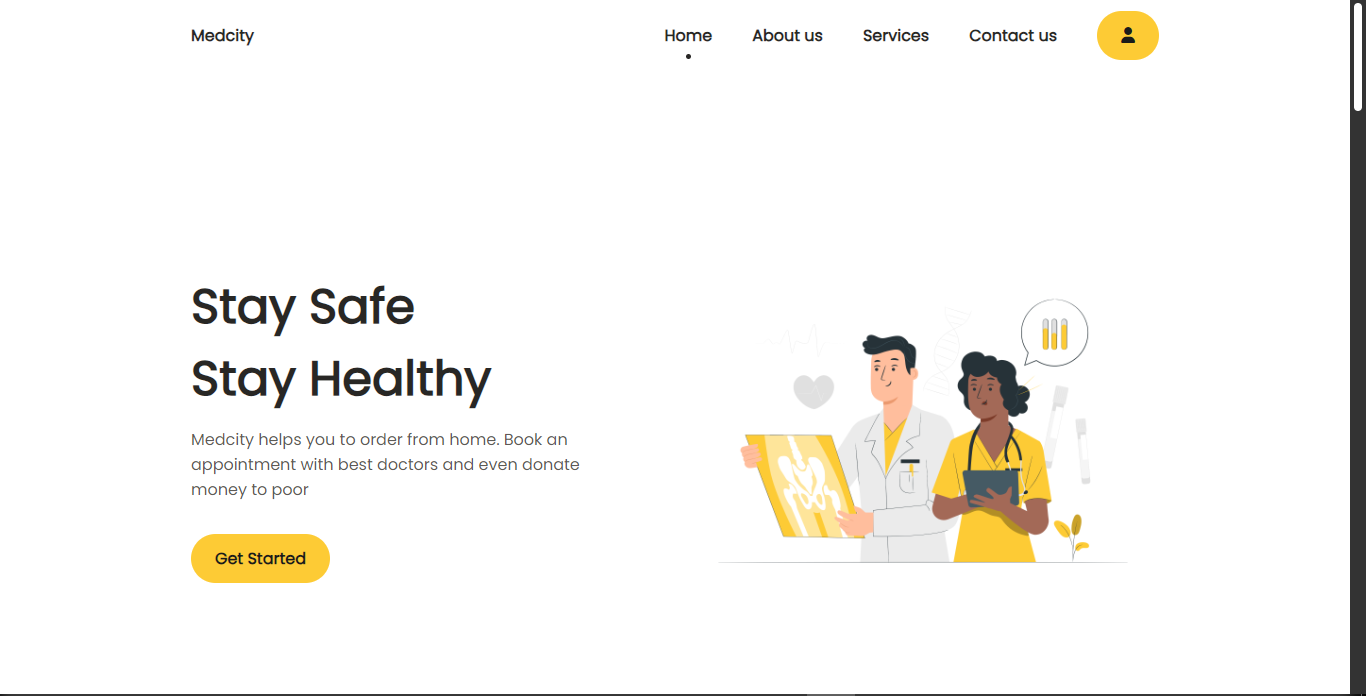 Medcity
Home
About us
Services
Contact us
Stay Safe
Stay Healthy
Medcity helps you to order from home. Book an
appointment with best doctors and even donate
money to poor
Get Started